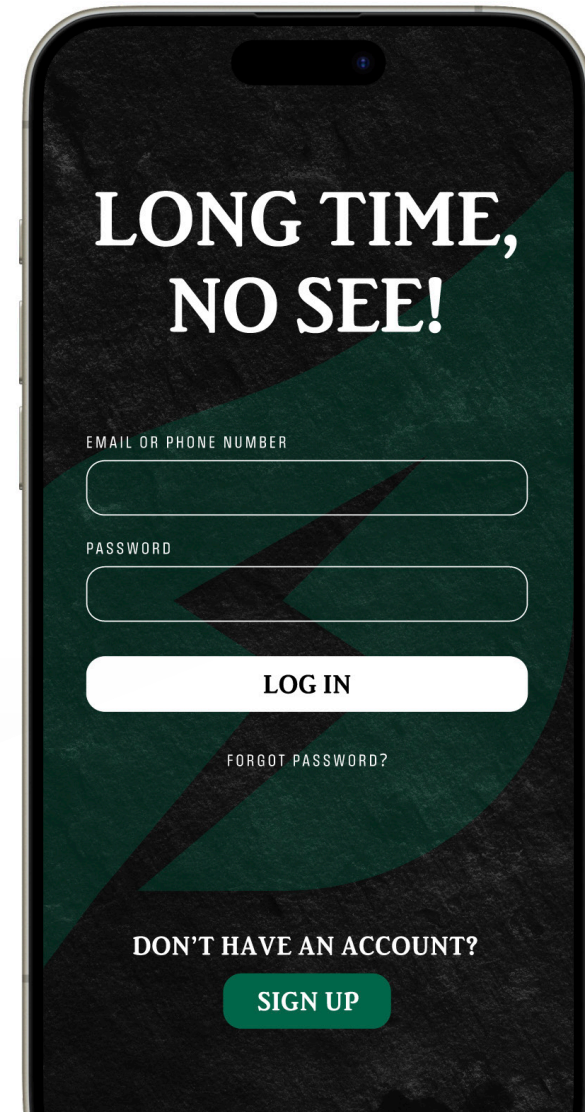 LONG TIME,
NO SEE!
EMAIL OR PHONE NUMBER
PASSWORD
LOG IN
FORGOT PASSWORD?
DON'T HAVE AN ACCOUNT?
SIGN UP